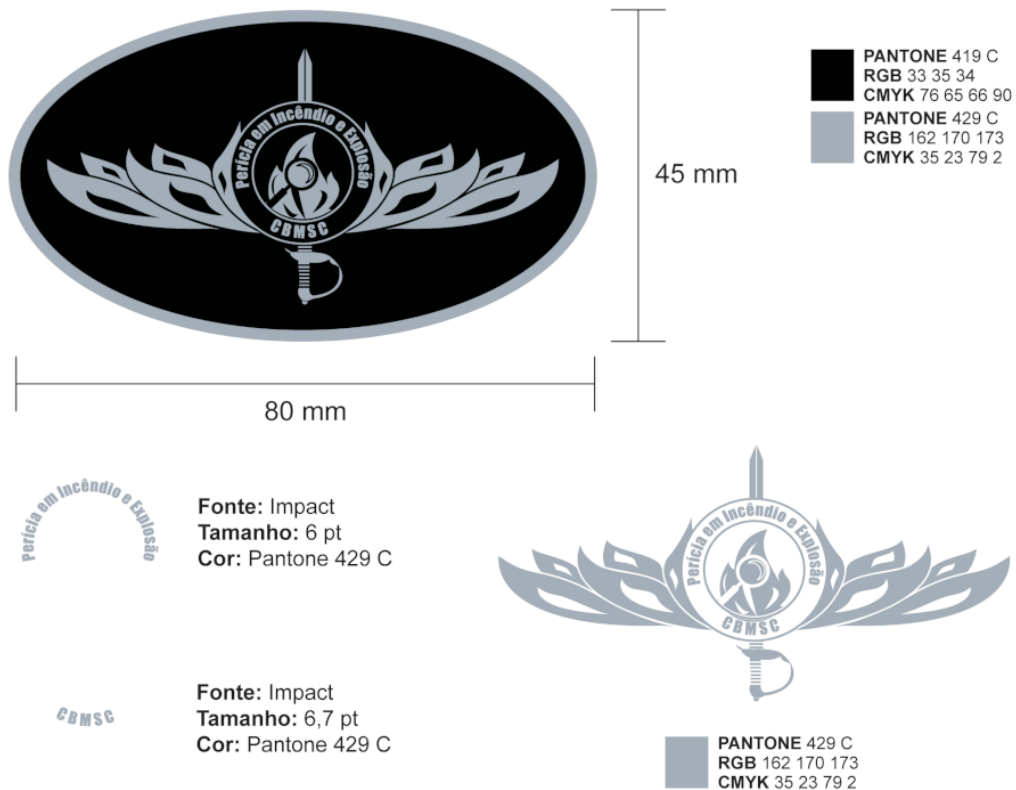 Perícia em Incêndio e Explosão
CBMSC
PANTONE 419 C
RGB 33 35 34
CMYK 76 65 66 90
PANTONE 429 C
RGB 162 170 173
CMYK 35 23 79 2
45 mm
80 mm
Perícia em Incêndio e Explosão
Fonte: Impact
Tamanho: 6 pt
Cor: Pantone 429 C
Perícia em Incêndio e Explosão
CBMSC
CBMSC
Fonte: Impact
Tamanho: 6,7 pt
Cor: Pantone 429 C
PANTONE 429 C
RGB 162 170 173
CMYK 35 23 79 2